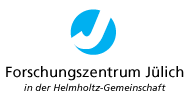 Forschungszentrum Jülich
in der Helmholtz-Gemeinschaft